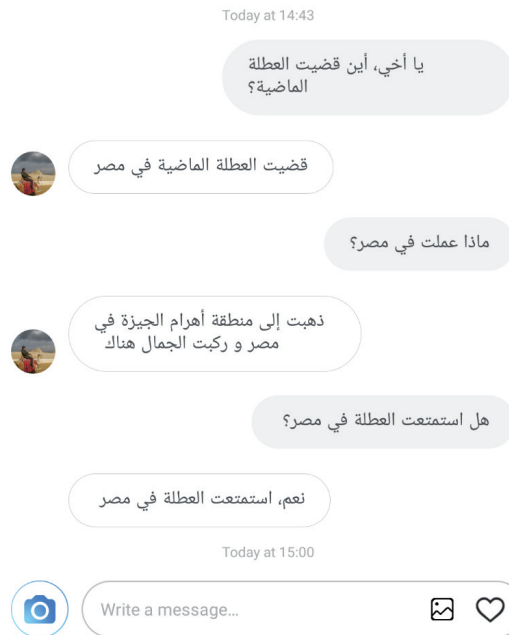 Today at 14:43
يا أخي، أين قضيت العطلة
الماضية؟
قضيت العطلة الماضية في مصر
ماذا عملت في مصر؟
ذهبت إلى منطقة أهرام الجيزة في
مصر و ركبت الجمال هناك
هل استمتعت العطلة في مصر؟
نعم، استمتعت العطلة في مصر
Today at 15:00
Write a message...